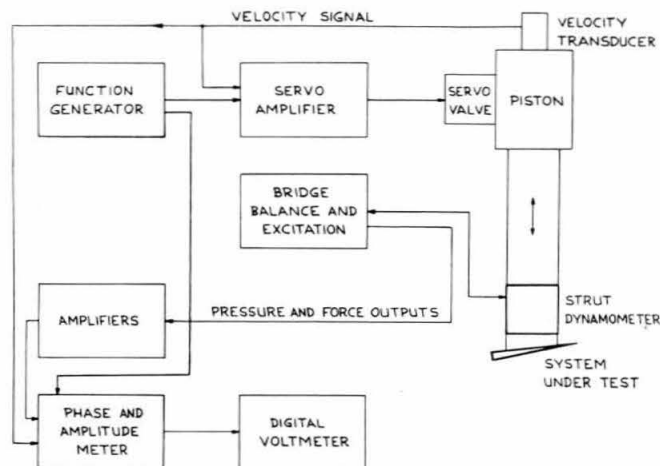 VELOCITY SIGNAL
VELOCITY
TRANSDUCER
FUNCTION
GENERATOR
SERVO
AMPLIFIER
SERVO
VALVE
PISTON
BRIDGE
BALANCE AND
EXCITATION
AMPLIFIERS
PRESSURE AND FORCE OUTPUTS
STRUT
DYNAMOMETER
SYSTEM
UNDER TEST
PHASE AND
AMPLITUDE
METER
DIGITAL
VOLTMETER